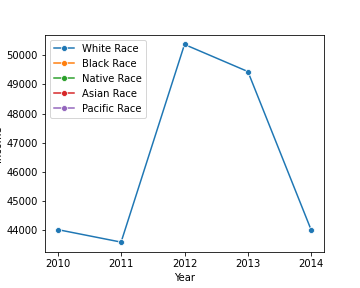 50000
49000
48000
47000
46000
45000
44000
White Race
Black Race
Native Race
Asian Race
Pacific Race
2010 2011 2012 2013 2014
Year